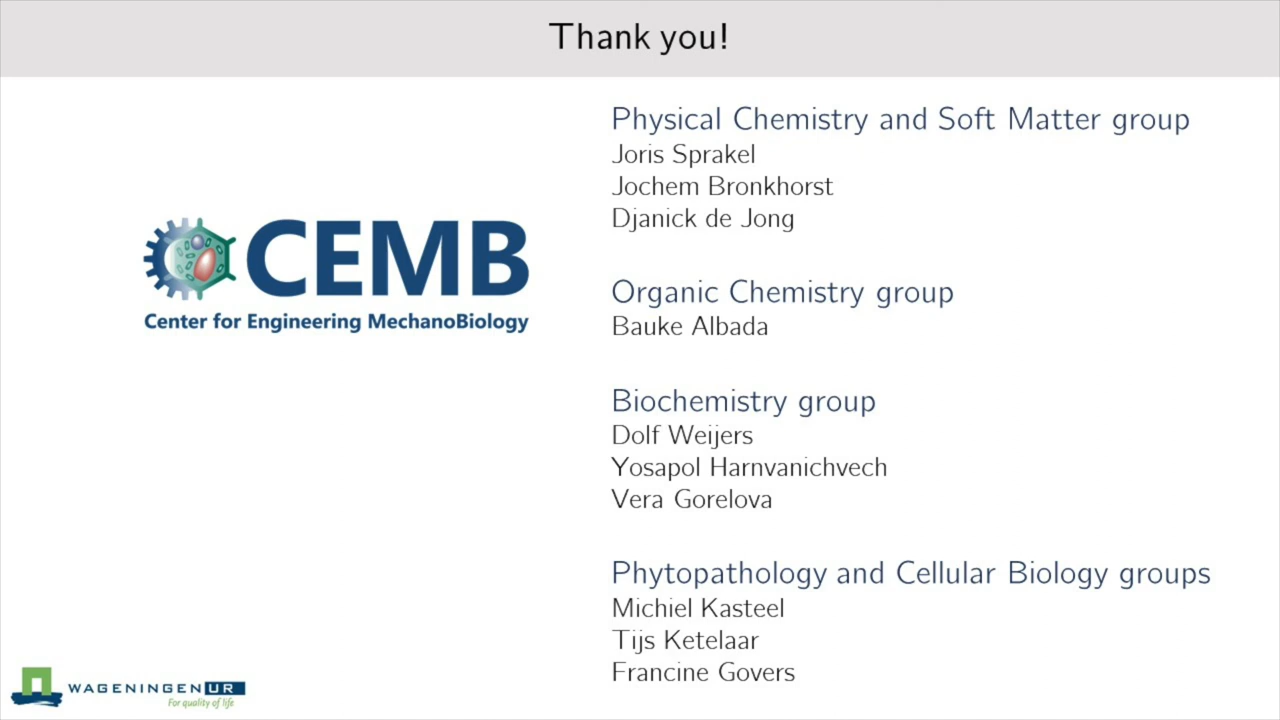 Thank you!
CEMB
Center for Engineering MechanoBiology
Physical Chemistry and Soft Matter group
Joris Sprakel
Jochem Bronkhorst
Djanick de Jong
Organic Chemistry group
Bauke Albada
Biochemistry group
Dolf Weijers
Yosapol Harnvanichvech
Vera Gorelova
Phytopathology and Cellular Biology groups
Michiel Kasteel
Tijs Ketelaar
Francine Govers
WAGENINGEN UR
For quality of life